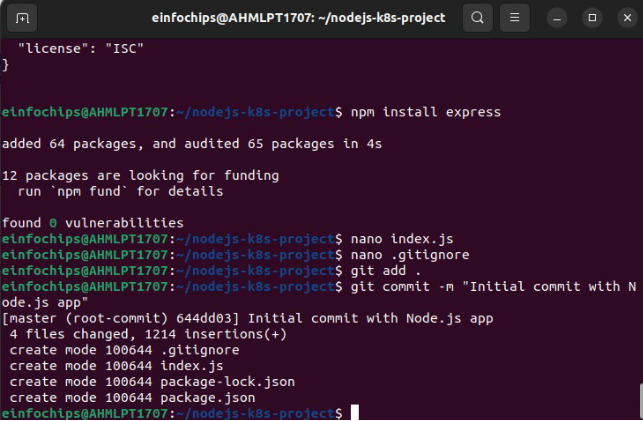 einfochips@AHMLPT1707: ~/nodejs-k8s-project
  "license": "ISC"
}
einfochips@AHMLPT1707:~/nodejs-k8s-project$ npm install express
added 64 packages, and audited 65 packages in 4s
12 packages are looking for funding
  run `npm fund` for details
found 0 vulnerabilities
einfochips@AHMLPT1707:~/nodejs-k8s-project$ nano index.js
einfochips@AHMLPT1707:~/nodejs-k8s-project$ nano .gitignore
einfochips@AHMLPT1707:~/nodejs-k8s-project$ git add .
einfochips@AHMLPT1707:~/nodejs-k8s-project$ git commit -m "Initial commit with N
ode.js app"
[master (root-commit) 644dd03] Initial commit with Node.js app
 4 files changed, 1214 insertions(+)
 create mode 100644 .gitignore
 create mode 100644 index.js
 create mode 100644 package-lock.json
 create mode 100644 package.json
einfochips@AHMLPT1707:~/nodejs-k8s-project$